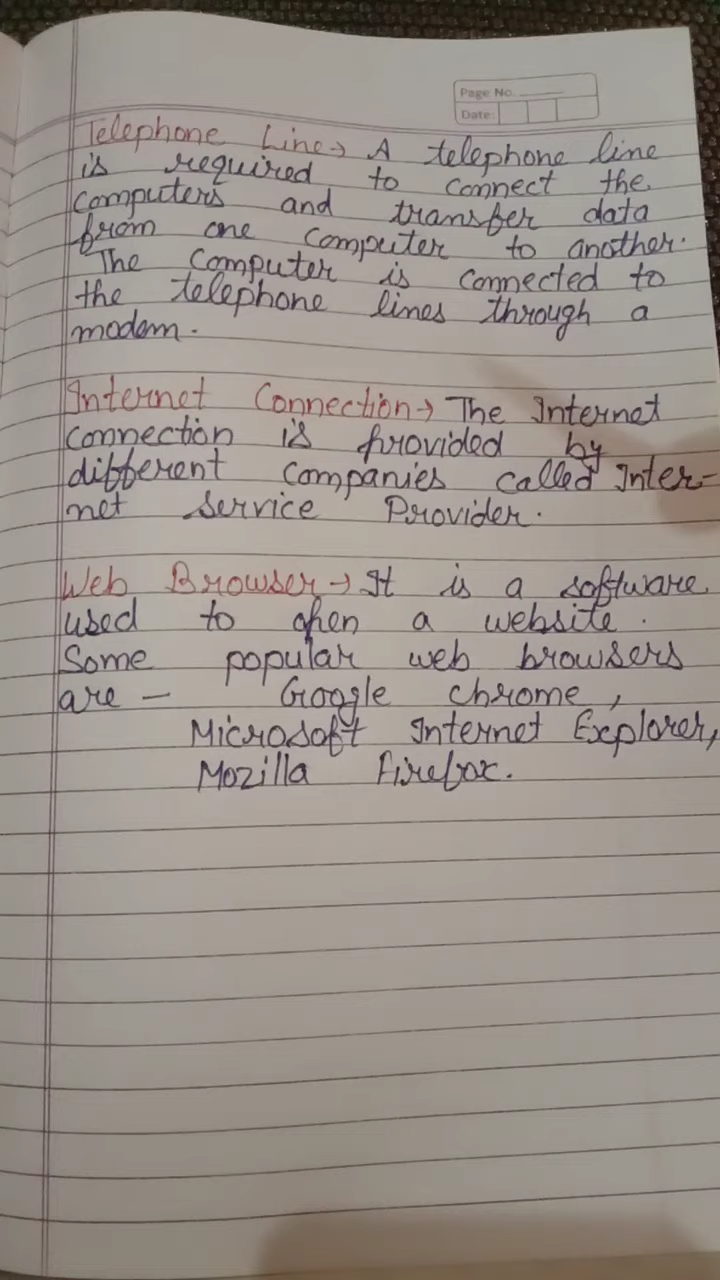 Page No.
Date:
Telephone Line → A telephone line
is required to connect the
computers and transfer data
from one computer to another.
The computer is connected to
the telephone lines through a
modem.
Internet Connection → The Internet
connection is provided by
different companies called Inter-
net Service Provider.
Web Browser → It is a software
used to open a website.
Some popular web browsers
are - Google Chrome,
Microsoft Internet Explorer,
Mozilla Firefox.